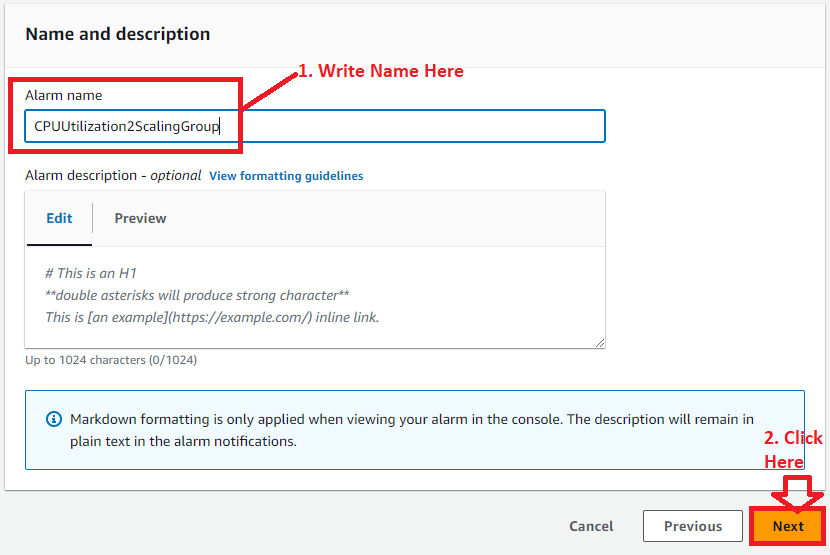 Name and description
1. Write Name Here
Alarm name
CPUUtilization2ScalingGroup
Alarm description - optional View formatting guidelines
Edit Preview
# This is an H1
**double asterisks will produce strong character**
This is [an example](https://example.com/) inline link.
Up to 1024 characters (0/1024)
Markdown formatting is only applied when viewing your alarm in the console. The description will remain in
plain text in the alarm notifications.
2. Click
Here
Cancel Previous Next